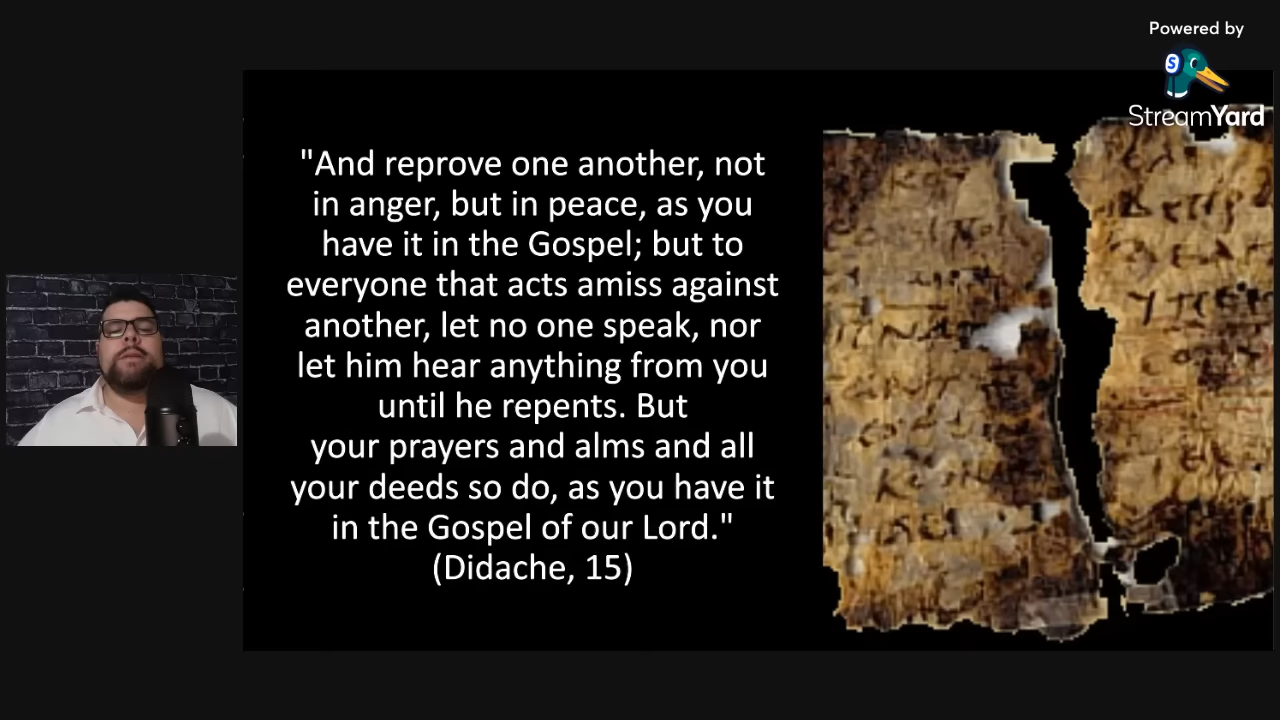 Powered by
StreamYard
"And reprove one another, not
in anger, but in peace, as you
have it in the Gospel; but to
everyone that acts amiss against
another, let no one speak, nor
let him hear anything from you
until he repents. But
your prayers and alms and all
your deeds so do, as you have it
in the Gospel of our Lord."
(Didache, 15)